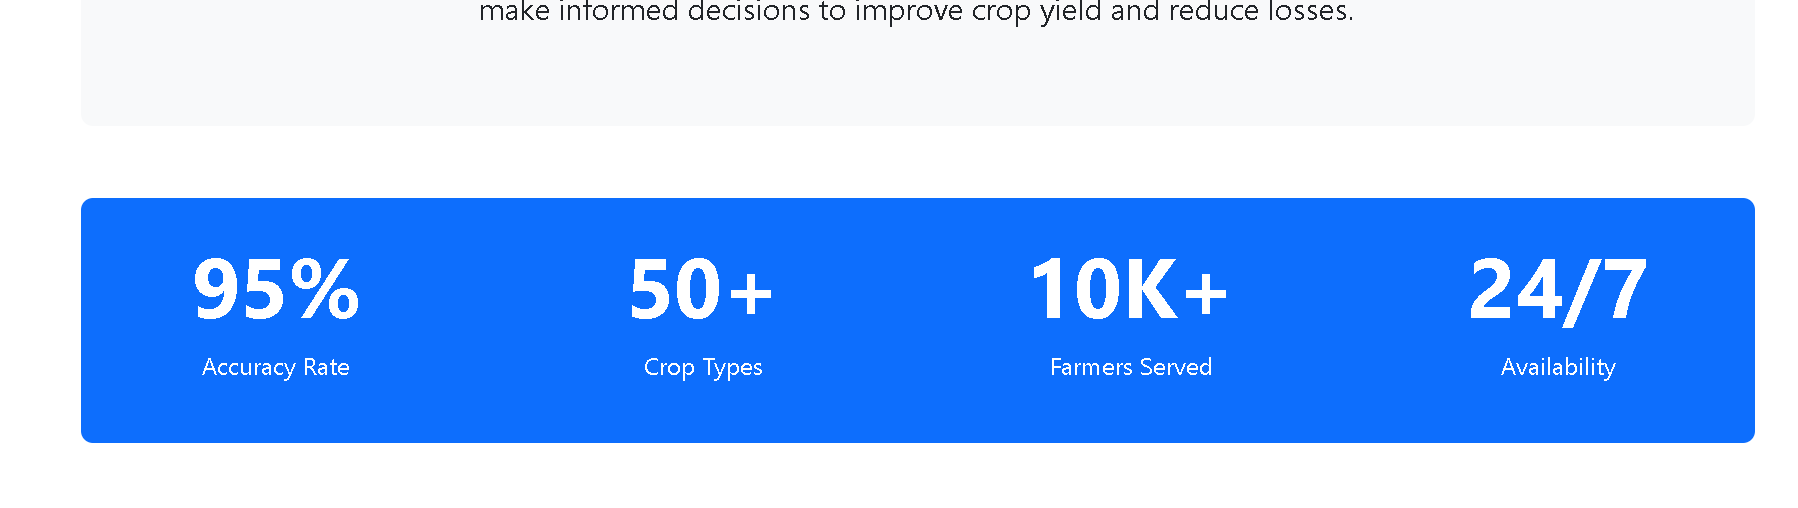 make informed decisions to improve crop yield and reduce losses.
95%
50+
10K+
24/7
Accuracy Rate
Crop Types
Farmers Served
Availability